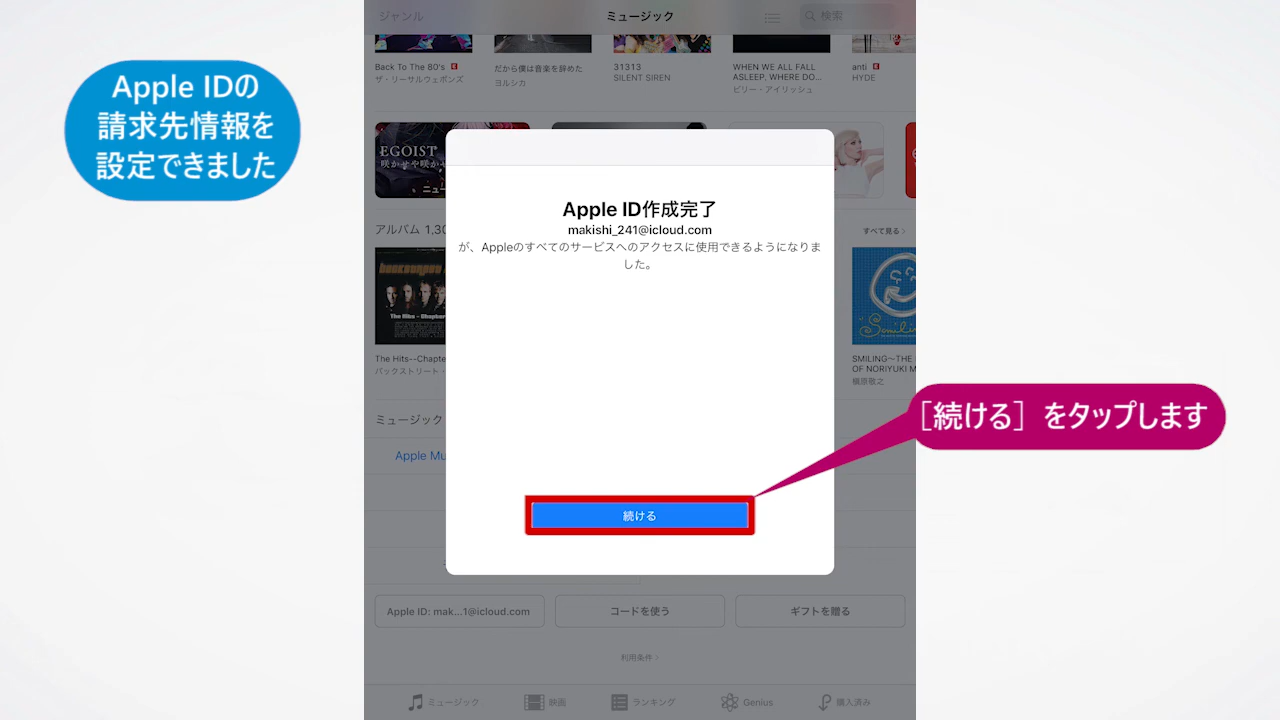 ジャンル
ミュージック
検索
Back To The 80's
ザ・リーサルウェポンズ
だから僕は音楽を辞めた
ヨルシカ
31313
SILENT SIREN
WHEN WE ALL FALL
ASLEEP, WHERE DO...
ビリー・アイリッシュ
anti
HYDE
Apple IDの
請求先情報を
設定できました
EGOIST
咲かせや咲か
ニュー
アルバム 1,30
すべて見る
Apple ID作成完了
makishi_241@icloud.com
が、Appleのすべてのサービスへのアクセスに使用できるようになりま
した。
The Hits--Chapte
バックストリート・
SMILING〜THE
OF NORIYUKI M
槇原敬之
[続ける] をタップします
ミュージック
Apple Mu
続ける
Apple ID: mak...1@icloud.com
コードを使う
ギフトを贈る
利用条件
ミュージック
映画
ランキング
Genius
購入済み